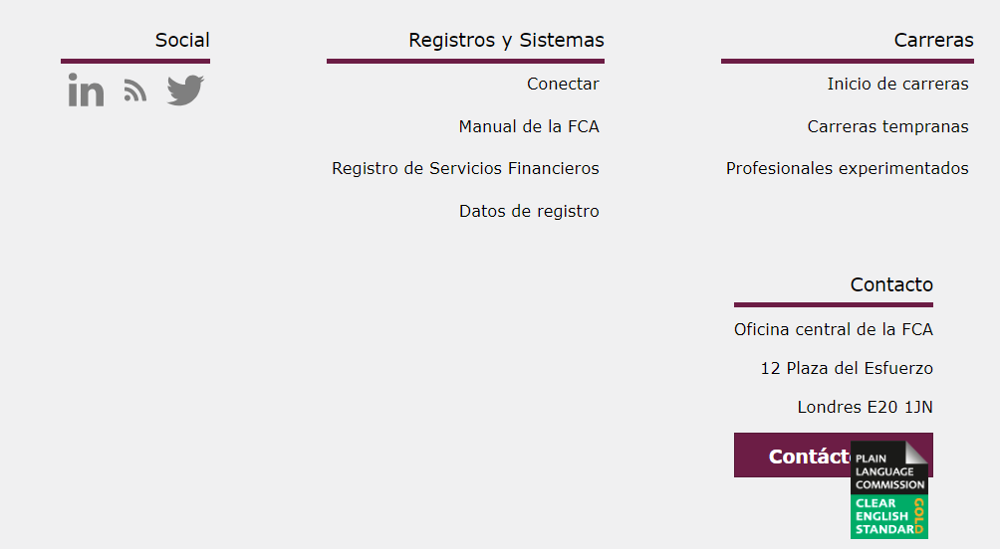 Social
in
Registros y Sistemas
Conectar
Manual de la FCA
Registro de Servicios Financieros
Datos de registro
Carreras
Inicio de carreras
Carreras tempranas
Profesionales experimentados
Contacto
Oficina central de la FCA
12 Plaza del Esfuerzo
Londres E20 1JN
PLAIN
LANGUAGE
COMMISSION
CLEAR
ENGLISH
STANDARD
GOLD